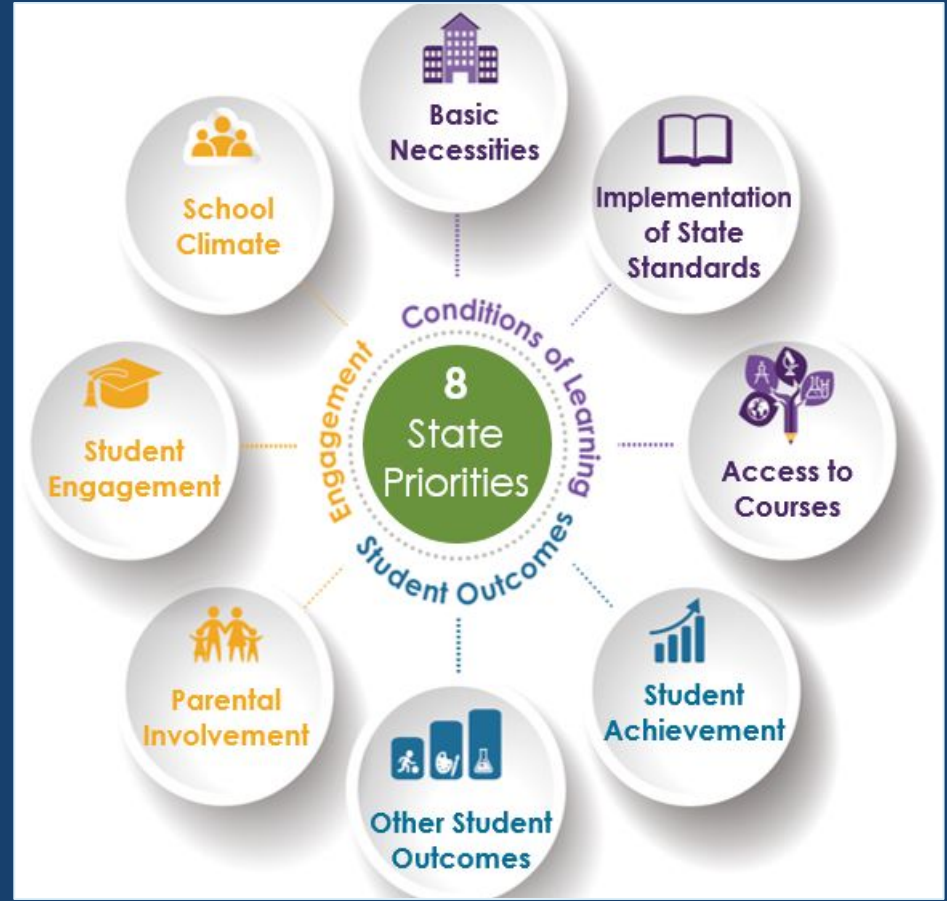 Basic
Necessities
Implementation
of State
Standards
Access to
Courses
Student
Achievement
Other Student
Outcomes
Parental
Involvement
Student
Engagement
School
Climate
Conditions of Learning
Student Outcomes
Engagement
8
State
Priorities